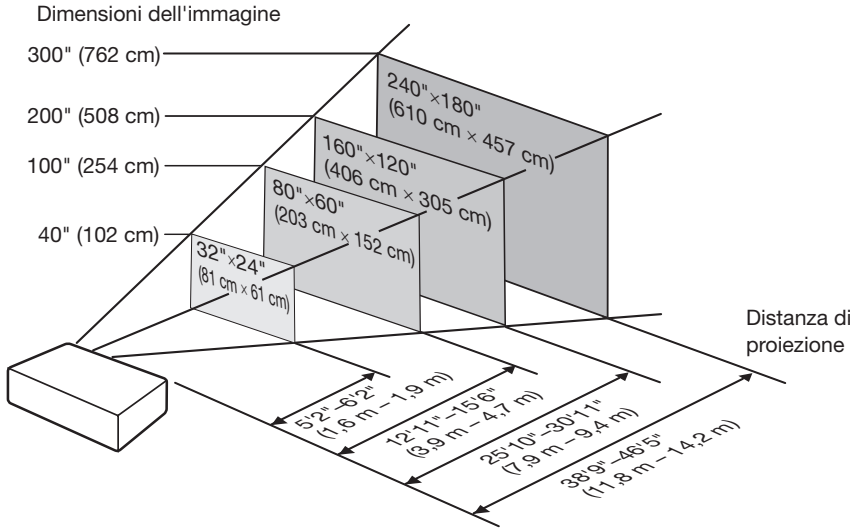 Dimensioni dell'immagine
300" (762 cm)
200" (508 cm)
100" (254 cm)
40" (102 cm)
240"×180"
(610 cm × 457 cm)
160"×120"
(406 cm × 305 cm)
80"×60"
(203 cm × 152 cm)
32"×24"
(81 cm × 61 cm)
Distanza di
proiezione
5'2"–6'2"
(1,6 m – 1,9 m)
12'11"–15'6"
(3,9 m – 4,7 m)
25'10"–30'11"
(7,9 m – 9,4 m)
38'9"–46'5"
(11,8 m – 14,2 m)